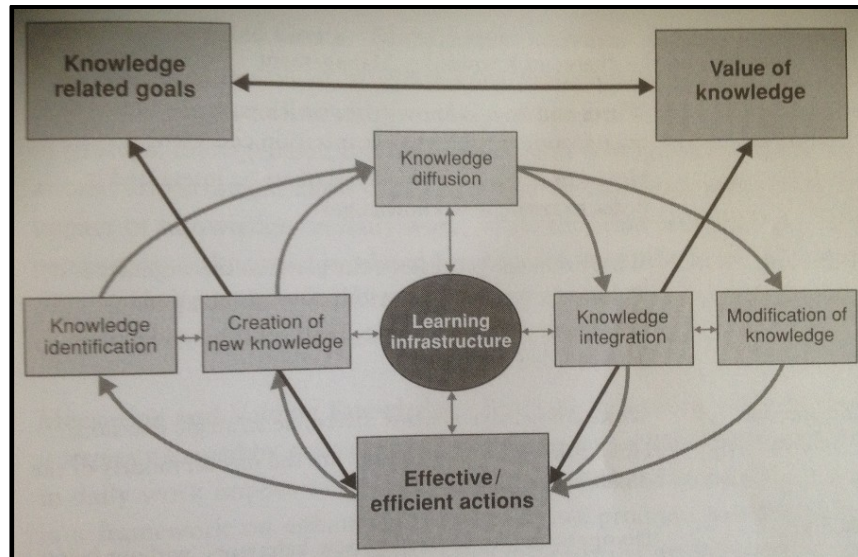 Knowledge
related goals
Value of
knowledge
Knowledge
diffusion
Knowledge
identification
Creation of
new knowledge
Learning
infrastructure
Knowledge
integration
Modification of
knowledge
Effective/
efficient actions